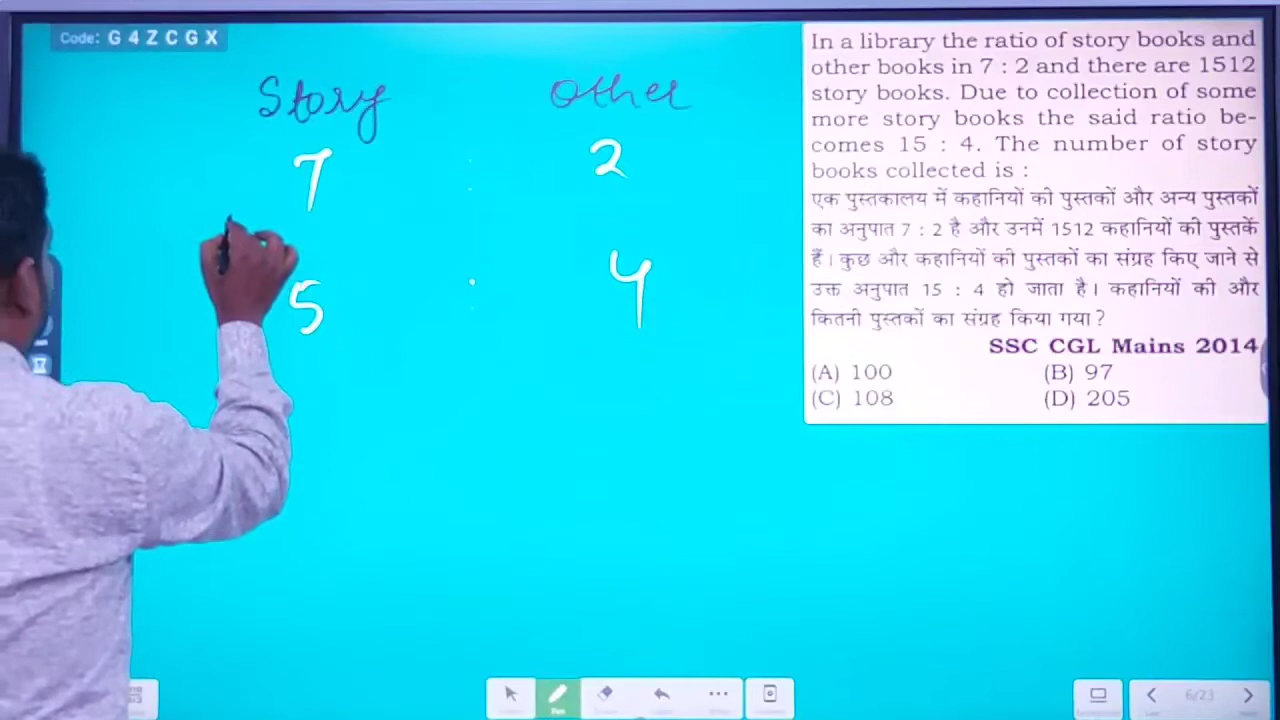 Code: G 4 Z C G X
Story Other
7 : 2
5 : 4
In a library the ratio of story books and
other books in 7 : 2 and there are 1512
story books. Due to collection of some
more story books the said ratio be-
comes 15 : 4. The number of story
books collected is :
एक पुस्तकालय में कहानियों की पुस्तकों और अन्य पुस्तकों
का अनुपात 7 : 2 है और उनमें 1512 कहानियों की पुस्तकें
हैं। कुछ और कहानियों की पुस्तकों का संग्रह किए जाने से
उक्त अनुपात 15 : 4 हो जाता है। कहानियों की और
कितनी पुस्तकों का संग्रह किया गया?
SSC CGL Mains 2014
(A) 100 (B) 97
(C) 108 (D) 205
Pen
6/23